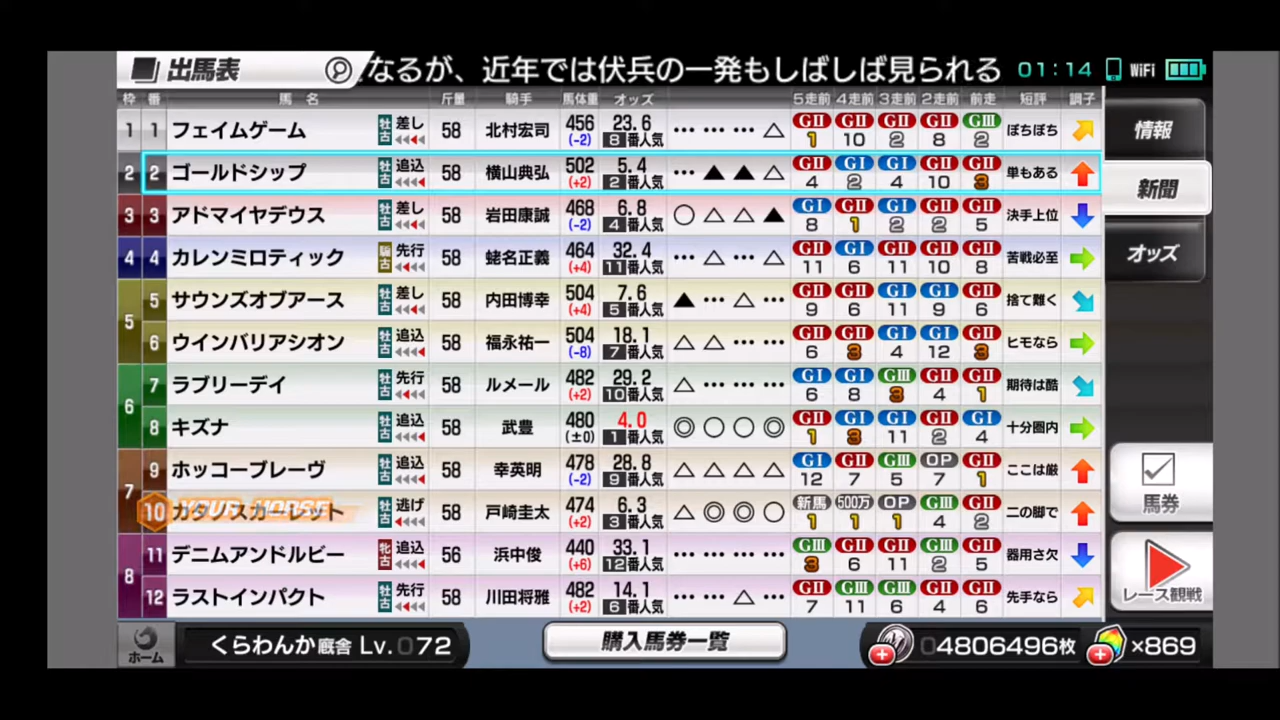 出馬表 なるが、近年では伏兵の一発もしばしば見られる 01:14 WiFi
枠 番 馬 名 斤量 騎手 馬体重 オッズ 5走前 4走前 3走前 2走前 前走 短評 調子
1 1 フェイムゲーム 牡古 差し 58 北村宏司 456 (-2) 23.6 8番人気 … … … △ GII 1 GII 10 GII 2 GII 8 GIII 2 ぼちぼち
2 2 ゴールドシップ 牡古 追込 58 横山典弘 502 (+2) 5.4 2番人気 … ▲ ▲ △ GII 4 GI 2 GI 4 GII 10 GII 3 単もある
3 3 アドマイヤデウス 牡古 差し 58 岩田康誠 468 (-2) 6.8 4番人気 ○ △ △ ▲ GI 8 GII 1 GI 2 GI 2 GII 5 決手上位
4 4 カレンミロティック 騸古 先行 58 蛯名正義 464 (+4) 32.4 11番人気 … △ … △ GII 11 GI 6 GII 11 GII 10 GII 8 苦戦必至
5 5 サウンズオブアース 牡古 差し 58 内田博幸 504 (+4) 7.6 5番人気 ▲ … △ … GII 9 GII 6 GI 11 GI 9 GII 6 捨て難く
6 ウインバリアシオン 牡古 追込 58 福永祐一 504 (-8) 18.1 7番人気 △ △ … … GII 6 GII 3 GI 4 GI 12 GII 3 ヒモなら
6 7 ラブリーデイ 牡古 先行 58 ルメール 482 (+2) 29.2 10番人気 △ … … … GI 6 GI 8 GIII 3 GII 4 GII 1 期待は酷
8 キズナ 牡古 追込 58 武豊 480 (±0) 4.0 1番人気 ◎ ○ ○ ◎ GII 1 GI 3 GI 11 GII 2 GI 4 十分圏内
7 9 ホッコーブレーヴ 牡古 追込 58 幸英明 478 (-2) 28.8 9番人気 △ △ △ △ GI 12 GII 7 GIII 5 OP 7 GII 1 ここは厳
10 YOUR HORSE 牡古 逃げ 58 戸崎圭太 474 (+2) 6.3 3番人気 △ ◎ ◎ ○ 新馬 1 500万 1 OP 1 GIII 4 GII 2 二の脚で
8 11 デニムアンドルビー 牝古 追込 56 浜中俊 440 (+6) 33.1 12番人気 … … … … GIII 3 GII 6 GII 11 GIII 2 GII 5 器用さ欠
12 ラストインパクト 牡古 先行 58 川田将雅 482 (+2) 14.1 6番人気 … … △ … GII 7 GIII 11 GIII 6 GII 4 GII 6 先手なら
情報
新聞
オッズ
馬券
レース観戦
ホーム くらわんか厩舎 Lv.072 購入馬券一覧 04806496枚 ×869